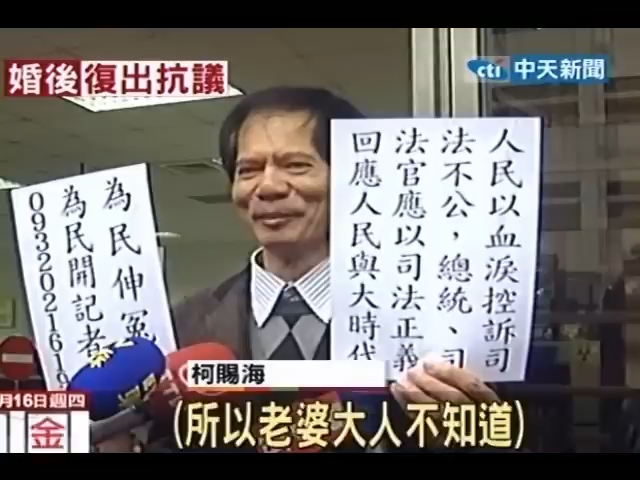 婚後復出抗議
cti 中天新聞
人民以血淚控訴司
法不公，總統、司
法官應以司法正義
回應人民與大時代
為民伸冤
為民開記者
093202161
柯賜海
月16日週四
金
(所以老婆大人不知道)